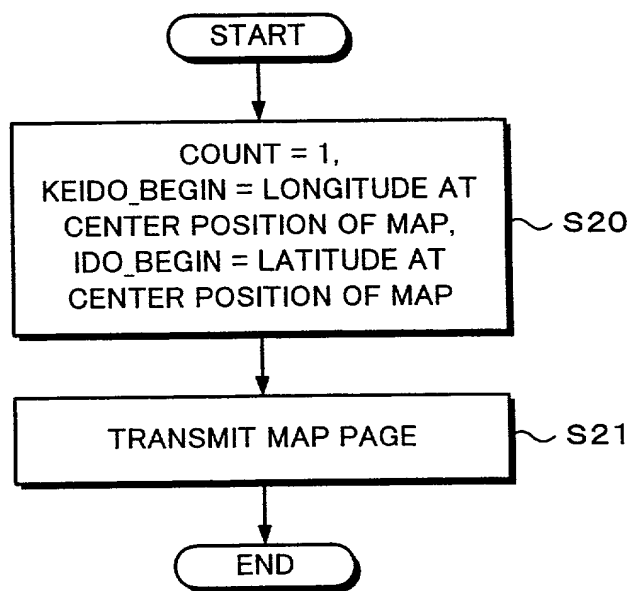 START
COUNT = 1,
KEIDO_BEGIN = LONGITUDE AT
CENTER POSITION OF MAP,
IDO_BEGIN = LATITUDE AT
CENTER POSITION OF MAP
S20
TRANSMIT MAP PAGE
S21
END